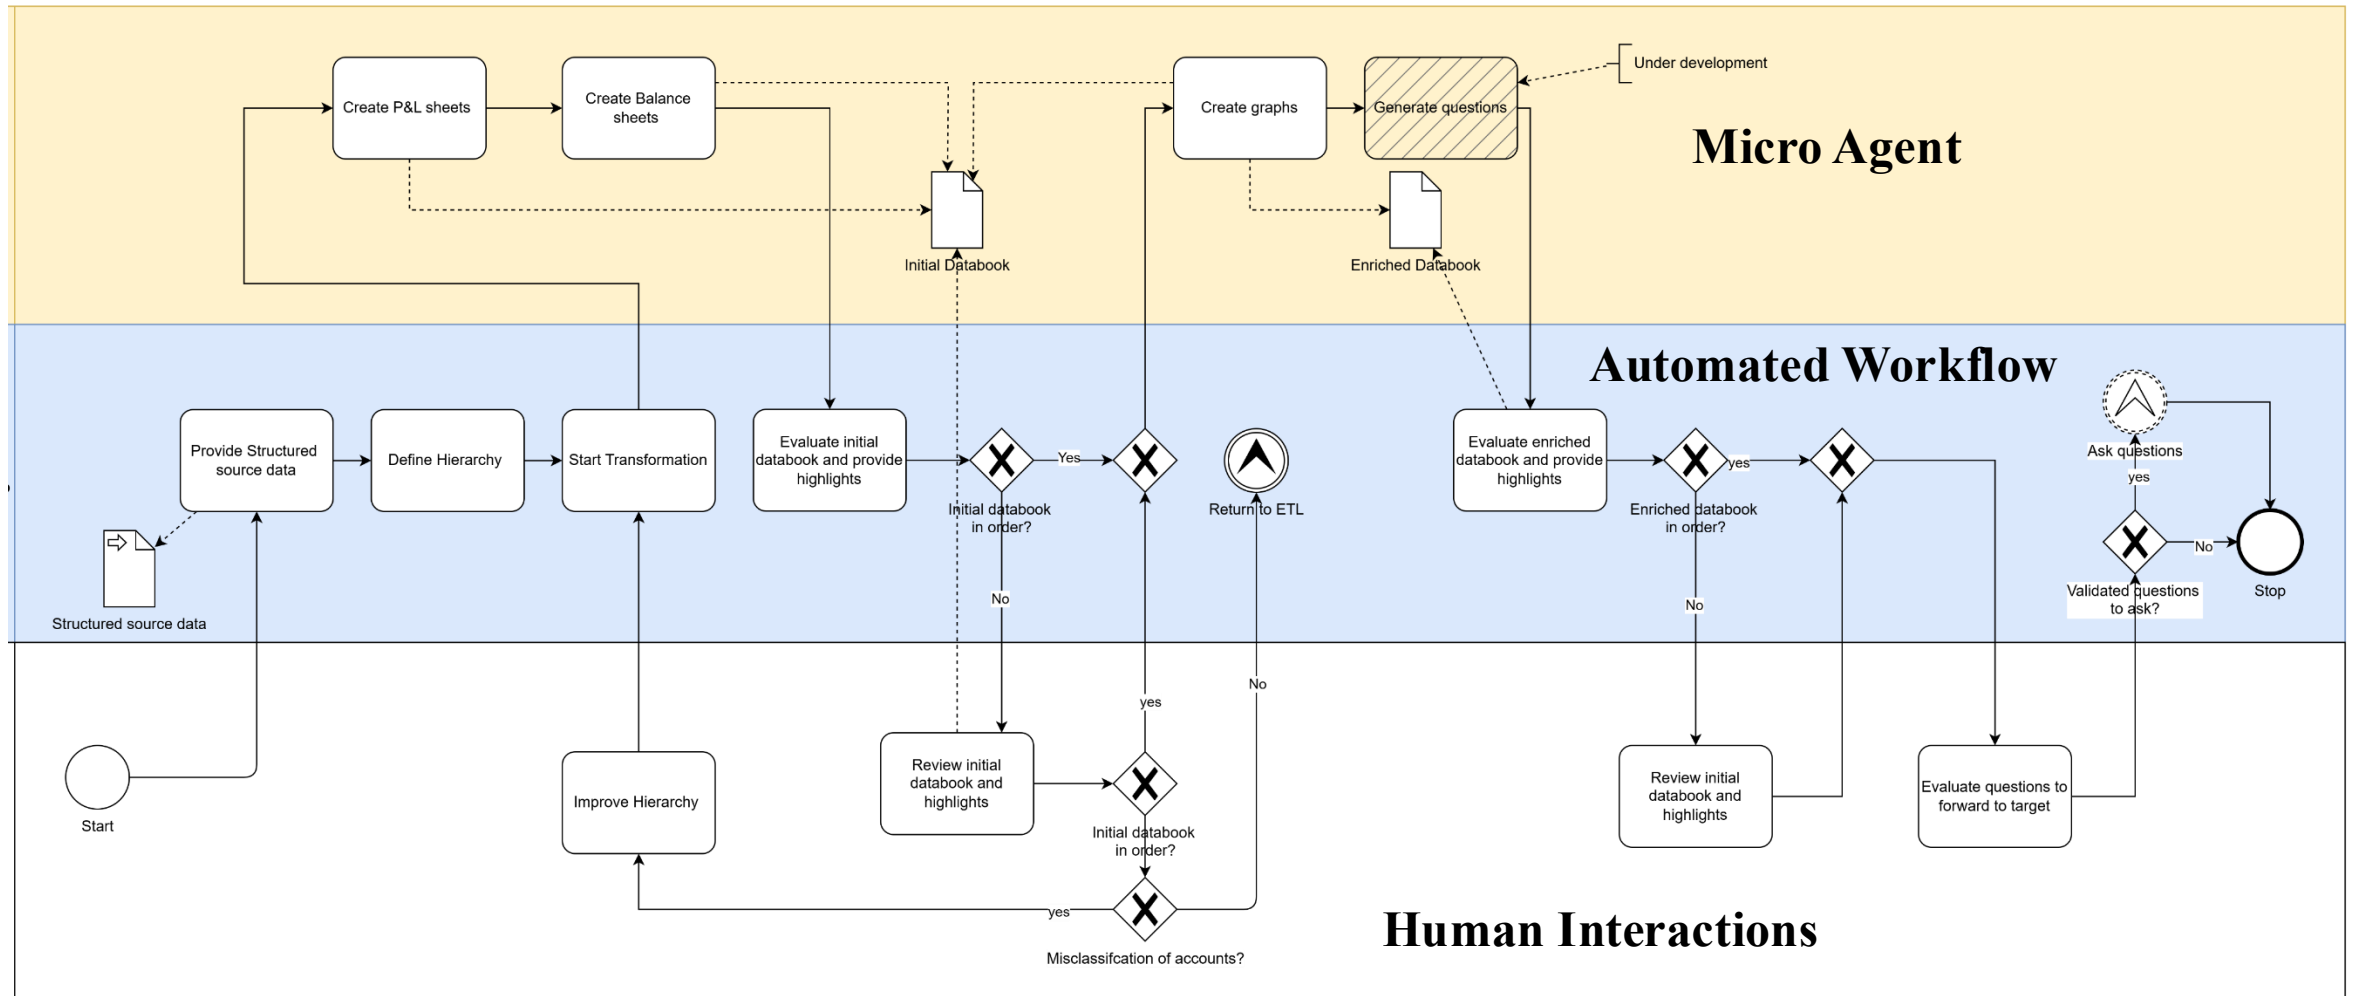 Create P&L sheets
Create Balance
sheets
Create graphs
Generate questions
Under development
Micro Agent
Initial Databook
Enriched Databook
Automated Workflow
Provide Structured
source data
Define Hierarchy
Start Transformation
Evaluate initial
databook and provide
highlights
Yes
Initial databook
in order?
No
Return to ETL
Evaluate enriched
databook and provide
highlights
yes
Enriched databook
in order?
No
Ask questions
yes
No
Validated questions
to ask?
Stop
Structured source data
Start
Improve Hierarchy
Review initial
databook and
highlights
yes
No
Initial databook
in order?
yes
Misclassifcation of accounts?
Review initial
databook and
highlights
Evaluate questions to
forward to target
Human Interactions